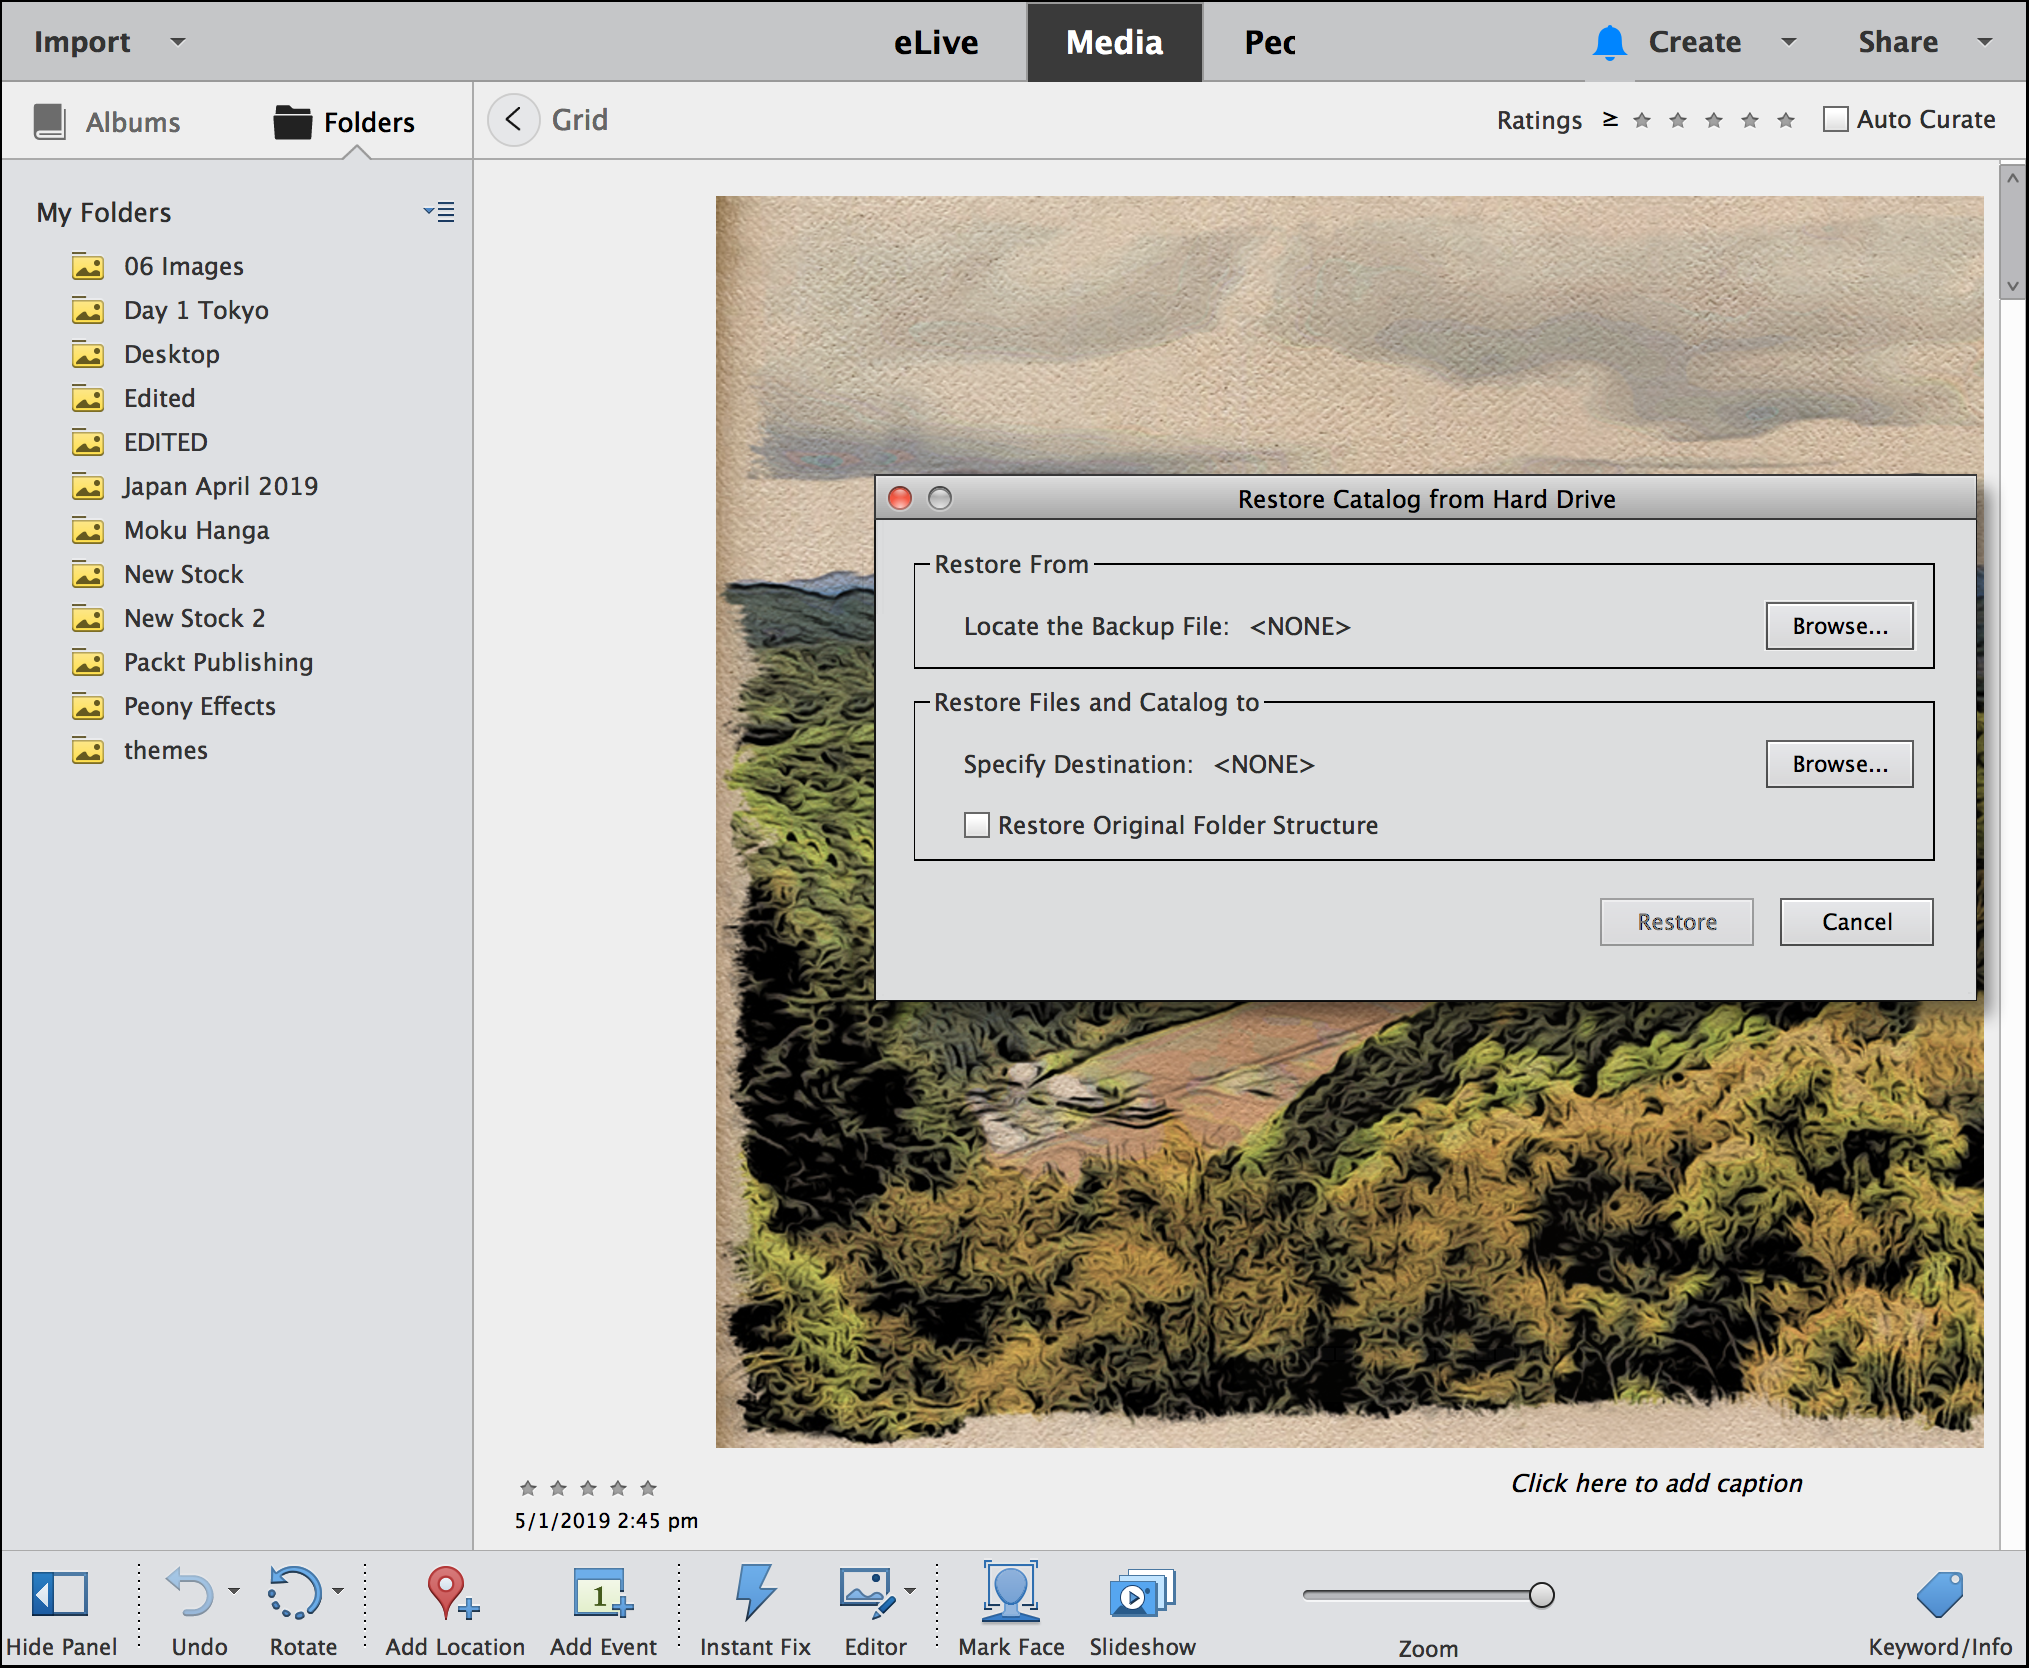 Import eLive Media Peo Create Share
Albums Folders Grid Ratings ≥ Auto Curate
My Folders
06 Images
Day 1 Tokyo
Desktop
Edited
EDITED
Japan April 2019
Moku Hanga
New Stock
New Stock 2
Packt Publishing
Peony Effects
themes
Restore Catalog from Hard Drive
Restore From
Locate the Backup File: <NONE> Browse...
Restore Files and Catalog to
Specify Destination: <NONE> Browse...
Restore Original Folder Structure
Restore Cancel
Click here to add caption
5/1/2019 2:45 pm
1
Hide Panel Undo Rotate Add Location Add Event Instant Fix Editor Mark Face Slideshow Zoom Keyword/Info